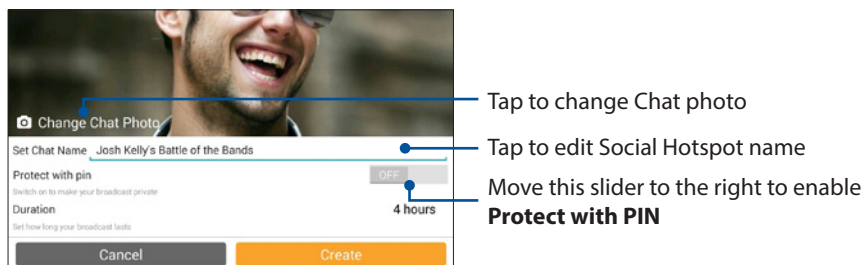 Change Chat Photo
Tap to change Chat photo
Set Chat Name Josh Kelly's Battle of the Bands
Tap to edit Social Hotspot name
Protect with pin OFF
Switch on to make your broadcast private
Move this slider to the right to enable
Protect with PIN
Duration 4 hours
Set how long your broadcast lasts
Cancel Create